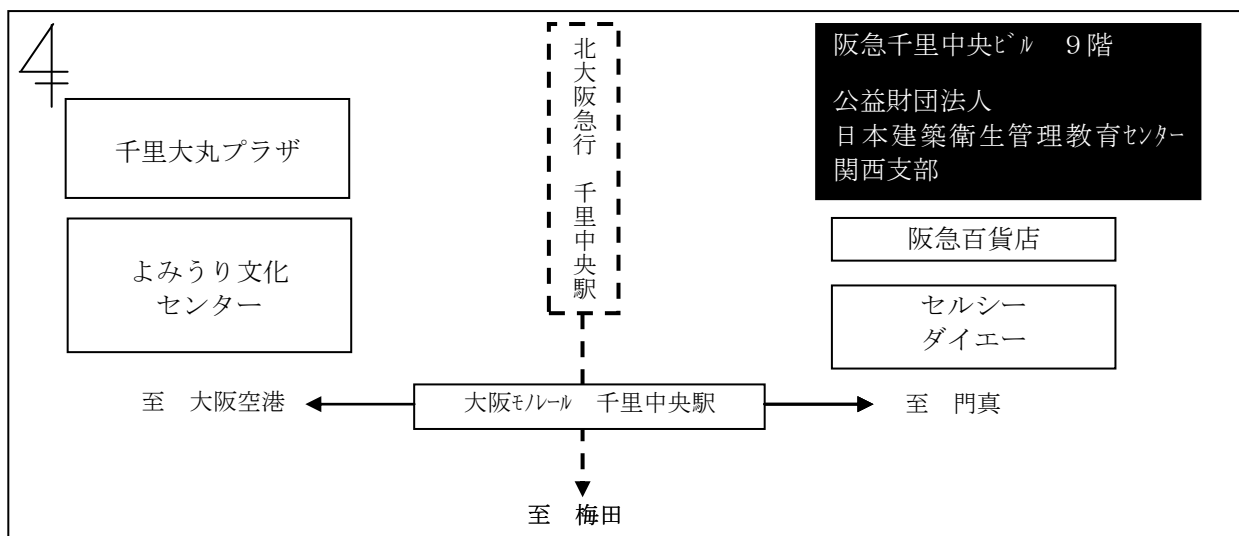 阪急千里中央ﾋﾞﾙ　９階
公益財団法人
日本建築衛生管理教育ｾﾝﾀｰ
関西支部
北大阪急行　千里中央駅
千里大丸プラザ
よみうり文化
センター
阪急百貨店
セルシー
ダイエー
至　大阪空港
大阪ﾓﾉﾚｰﾙ　千里中央駅
至　門真
至　梅田